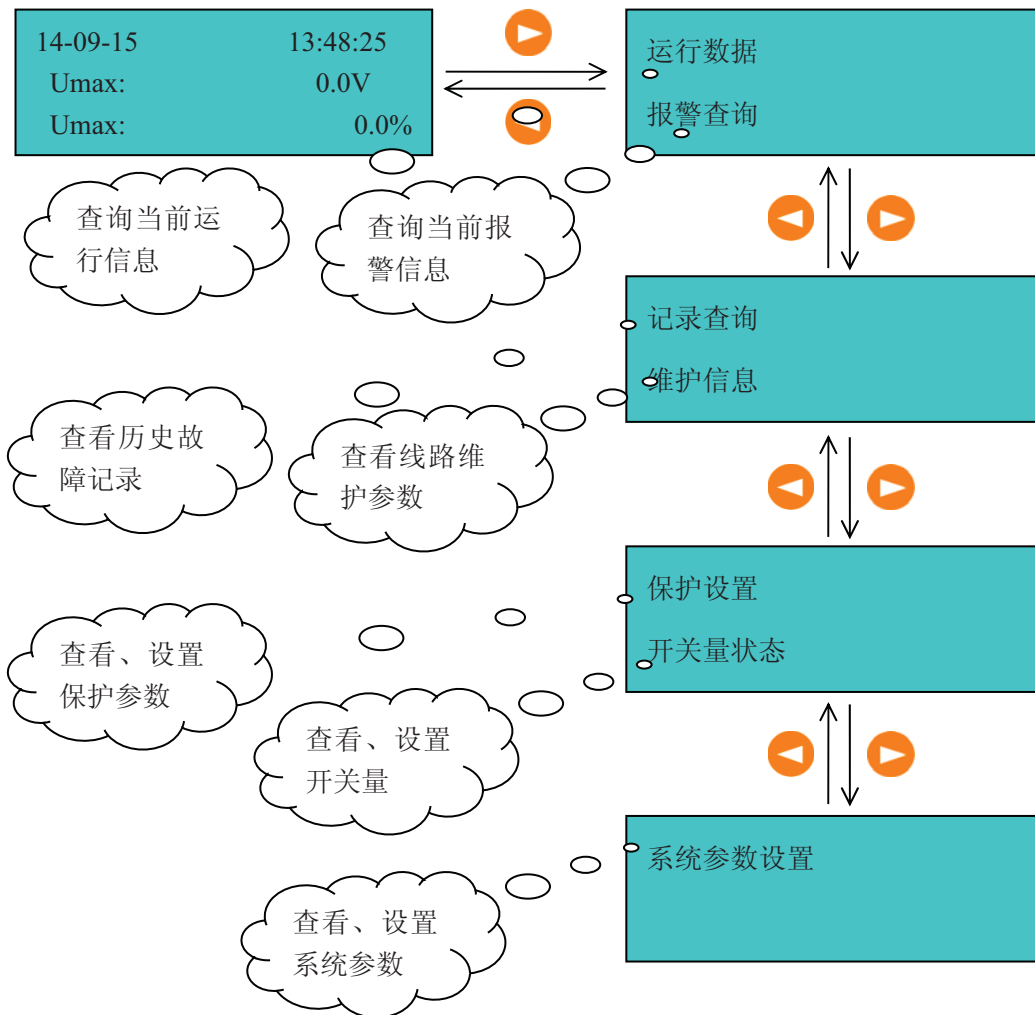 14-09-15 13:48:25
Umax: 0.0V
Umax: 0.0%
运行数据
报警查询
查询当前运
行信息
查询当前报
警信息
记录查询
维护信息
查看历史故
障记录
查看线路维
护参数
保护设置
开关量状态
查看、设置
保护参数
查看、设置
开关量
系统参数设置
查看、设置
系统参数